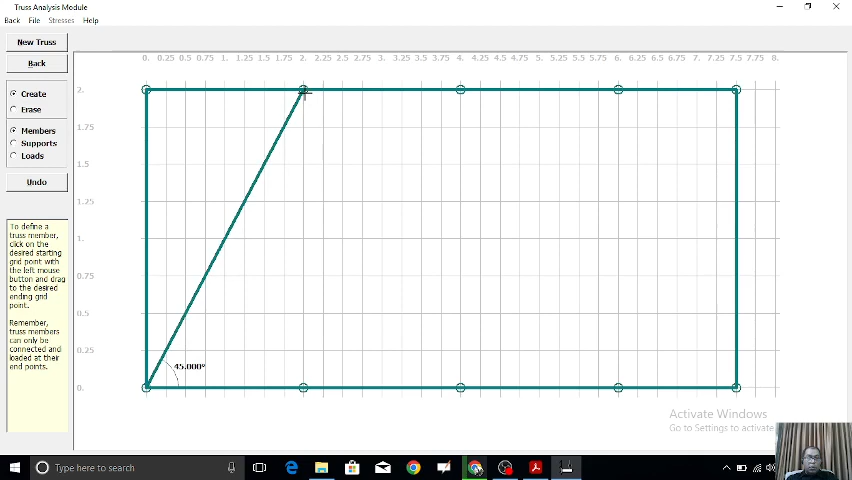 Truss Analysis Module
Back File Stresses Help
New Truss
Back
Create
Erase
Members
Supports
Loads
Undo
To define a
truss member,
click on the
desired starting
grid point with
the left mouse
button and drag
to the desired
ending grid
point.
Remember,
truss members
can only be
connected and
loaded at their
end points.
0. 0.25 0.5 0.75 1. 1.25 1.5 1.75 2. 2.25 2.5 2.75 3. 3.25 3.5 3.75 4. 4.25 4.5 4.75 5. 5.25 5.5 5.75 6. 6.25 6.5 6.75 7. 7.25 7.5 7.75 8.
2.
1.75
1.5
1.25
1.
0.75
0.5
0.25
0.
45.000°
Activate Windows
Go to Settings to activate
Type here to search